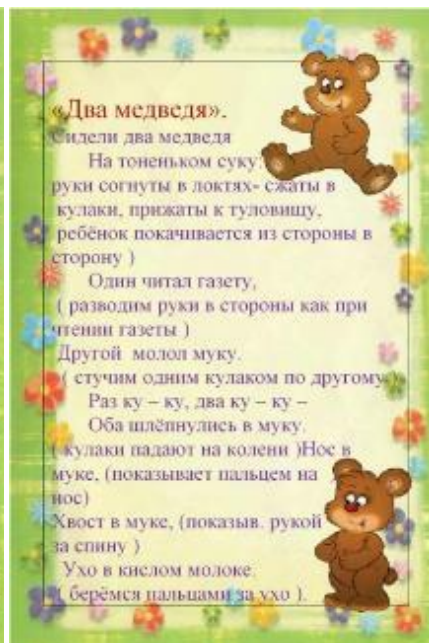 «Два медведя».
Сидели два медведя
На тоненьком суку:
руки согнуты в локтях- сжаты в
кулаки, прижаты к туловищу,
ребёнок покачивается из стороны в
сторону )
Один читал газету,
( разводим руки в стороны как при
чтении газеты )
Другой молол муку.
( стучим одним кулаком по другому )
Раз ку – ку, два ку – ку –
Оба шлёпнулись в муку.
( кулаки падают на колени )Нос в
муке, (показывает пальцем на
нос)
Хвост в муке, (показыв. рукой
за спину )
Ухо в кислом молоке.
( берёмся пальцами за ухо ).